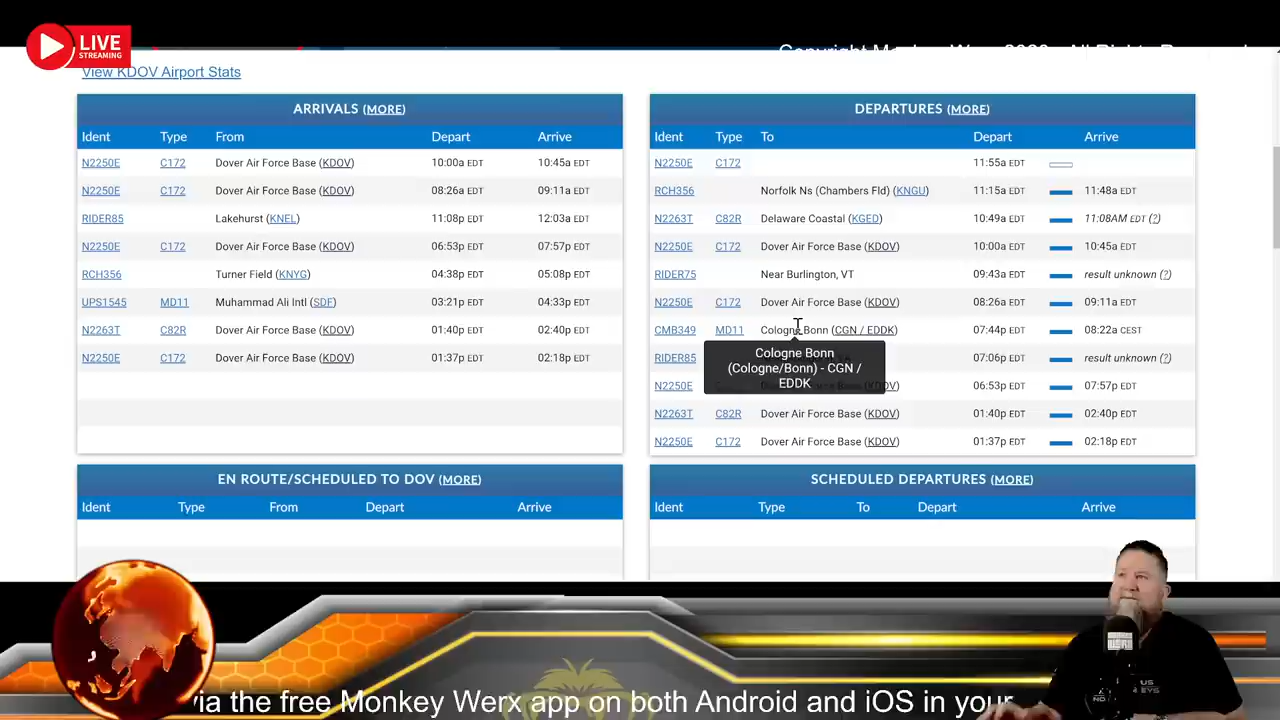 LIVE
STREAMING
View KDOV Airport Stats
ARRIVALS (MORE)
Ident Type From Depart Arrive
N2250E C172 Dover Air Force Base (KDOV) 10:00a EDT 10:45a EDT
N2250E C172 Dover Air Force Base (KDOV) 08:26a EDT 09:11a EDT
RIDER85 Lakehurst (KNEL) 11:08p EDT 12:03a EDT
N2250E C172 Dover Air Force Base (KDOV) 06:53p EDT 07:57p EDT
RCH356 Turner Field (KNYG) 04:38p EDT 05:08p EDT
UPS1545 MD11 Muhammad Ali Intl (SDF) 03:21p EDT 04:33p EDT
N2263T C82R Dover Air Force Base (KDOV) 01:40p EDT 02:40p EDT
N2250E C172 Dover Air Force Base (KDOV) 01:37p EDT 02:18p EDT
DEPARTURES (MORE)
Ident Type To Depart Arrive
N2250E C172 11:55a EDT
RCH356 Norfolk Ns (Chambers Fld) (KNGU) 11:15a EDT 11:48a EDT
N2263T C82R Delaware Coastal (KGED) 10:49a EDT 11:08AM EDT (?)
N2250E C172 Dover Air Force Base (KDOV) 10:00a EDT 10:45a EDT
RIDER75 Near Burlington, VT 09:43a EDT result unknown (?)
N2250E C172 Dover Air Force Base (KDOV) 08:26a EDT 09:11a EDT
CMB349 MD11 Cologne Bonn (CGN / EDDK) 07:44p EDT 08:22a CEST
RIDER85 07:06p EDT result unknown (?)
N2250E KDOV) 06:53p EDT 07:57p EDT
N2263T C82R Dover Air Force Base (KDOV) 01:40p EDT 02:40p EDT
N2250E C172 Dover Air Force Base (KDOV) 01:37p EDT 02:18p EDT
Cologne Bonn
(Cologne/Bonn) - CGN /
EDDK
EN ROUTE/SCHEDULED TO DOV (MORE)
Ident Type From Depart Arrive
SCHEDULED DEPARTURES (MORE)
Ident Type To Depart Arrive
via the free Monkey Werx app on both Android and iOS in your